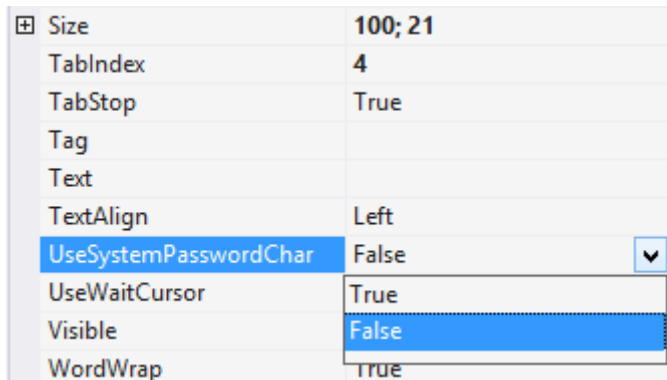 Size 100; 21
TabIndex 4
TabStop True
Tag
Text
TextAlign Left
UseSystemPasswordChar False
UseWaitCursor True
Visible False
WordWrap True